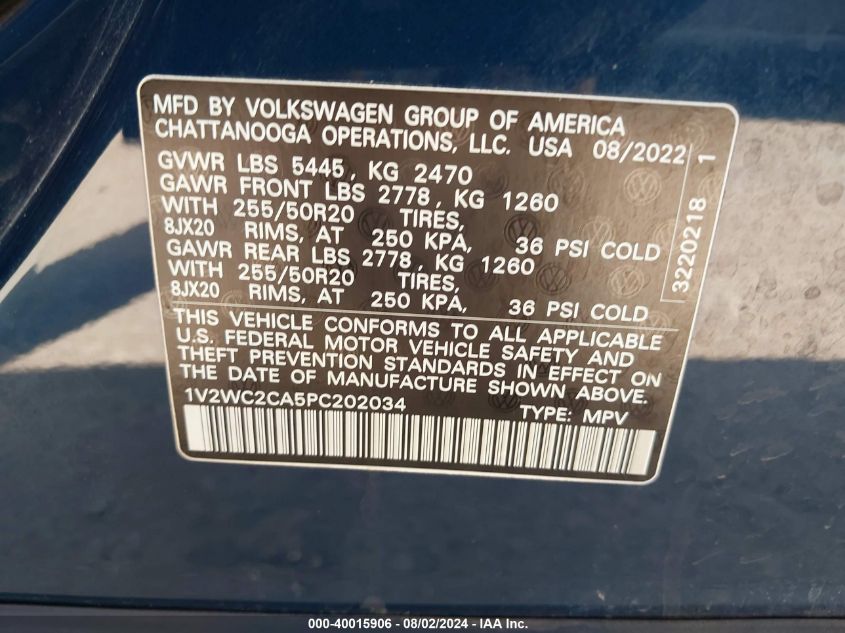 MFD BY VOLKSWAGEN GROUP OF AMERICA
CHATTANOOGA OPERATIONS, LLC. USA 08/2022
GVWR LBS 5445, KG 2470
GAWR FRONT LBS 2778, KG 1260
WITH 255/50R20 TIRES,
8JX20 RIMS, AT 250 KPA, 36 PSI COLD
GAWR REAR LBS 2778, KG 1260
WITH 255/50R20 TIRES,
8JX20 RIMS, AT 250 KPA, 36 PSI COLD
THIS VEHICLE CONFORMS TO ALL APPLICABLE
U.S. FEDERAL MOTOR VEHICLE SAFETY AND
THEFT PREVENTION STANDARDS IN EFFECT ON
THE DATE OF MANUFACTURE SHOWN ABOVE.
1V2WC2CA5PC202034 TYPE: MPV
3220218 1
000-40015906 - 08/02/2024 - IAA Inc.